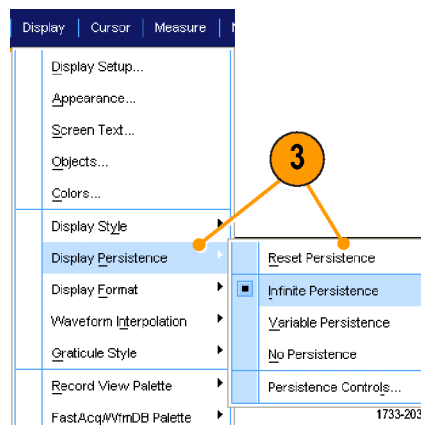 Display Cursor Measure
Display Setup...
Appearance...
Screen Text...
Objects...
Colors...
3
Display Style
Display Persistence
Reset Persistence
Display Format
Infinite Persistence
Waveform Interpolation
Variable Persistence
Graticule Style
No Persistence
Record View Palette
Persistence Controls...
FastAcq/WfmDB Palette
1733-203